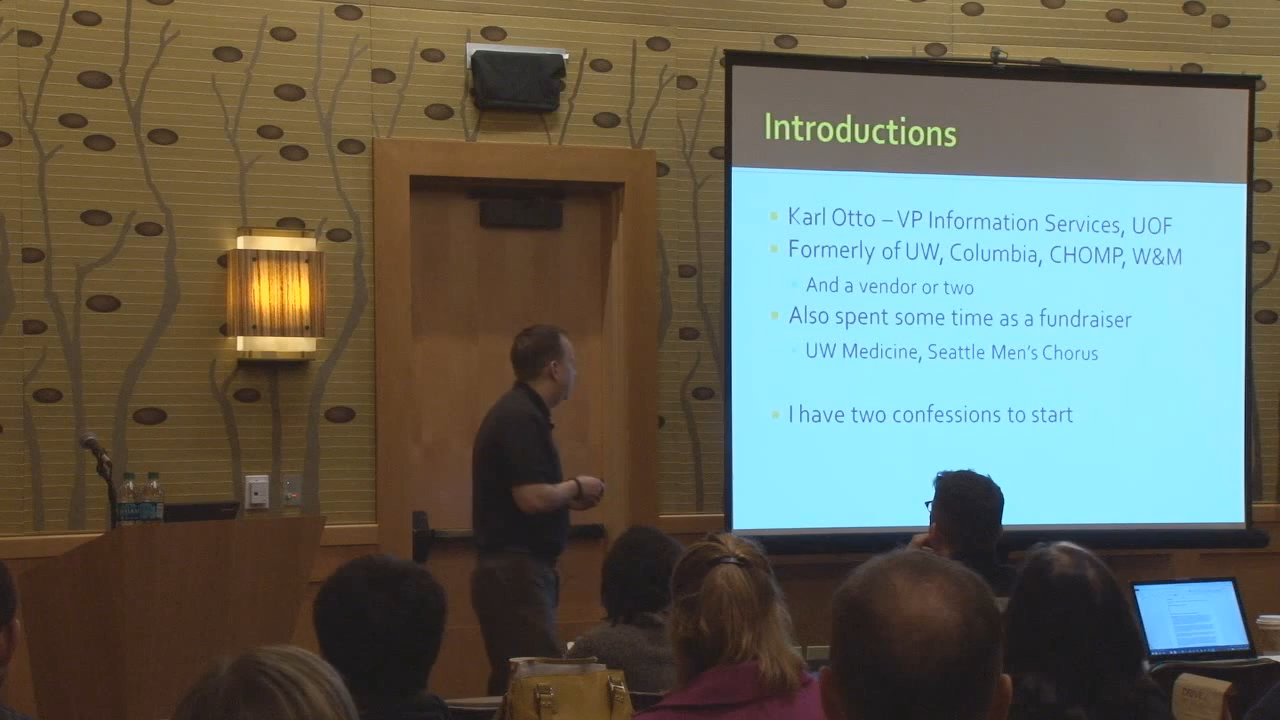 Introductions
Karl Otto – VP Information Services, UOF
Formerly of UW, Columbia, CHOMP, W&M
And a vendor or two
Also spent some time as a fundraiser
UW Medicine, Seattle Men's Chorus
I have two confessions to start